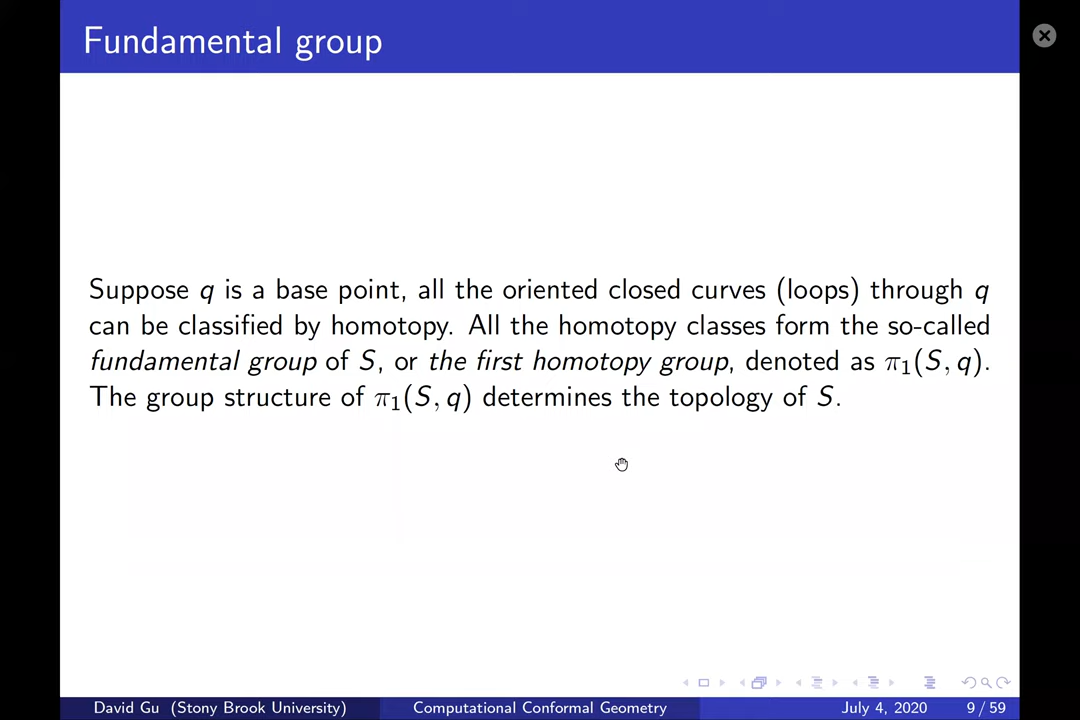 Fundamental group
Suppose q is a base point, all the oriented closed curves (loops) through q
can be classified by homotopy. All the homotopy classes form the so-called
fundamental group of S, or the first homotopy group, denoted as π₁(S, q).
The group structure of π₁(S, q) determines the topology of S.
David Gu (Stony Brook University) Computational Conformal Geometry July 4, 2020 9 / 59